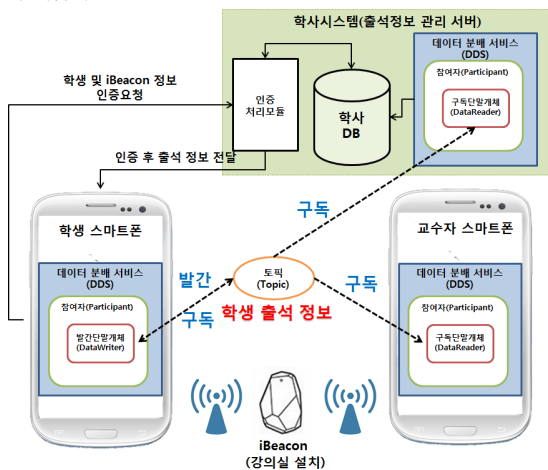 학사시스템(출석정보 관리 서버)
데이터 분배 서비스
(DDS)
참여자(Participant)
구독단말개체
(DataReader)
학생 및 iBeacon 정보
인증요청
인증
처리모듈
학사
DB
인증 후 출석 정보 전달
구독
학생 스마트폰
교수자 스마트폰
데이터 분배 서비스
(DDS)
참여자(Participant)
발간단말개체
(DataWriter)
발간
구독
토픽
(Topic)
학생 출석 정보
구독
데이터 분배 서비스
(DDS)
참여자(Participant)
구독단말개체
(DataReader)
iBeacon
(강의실 설치)